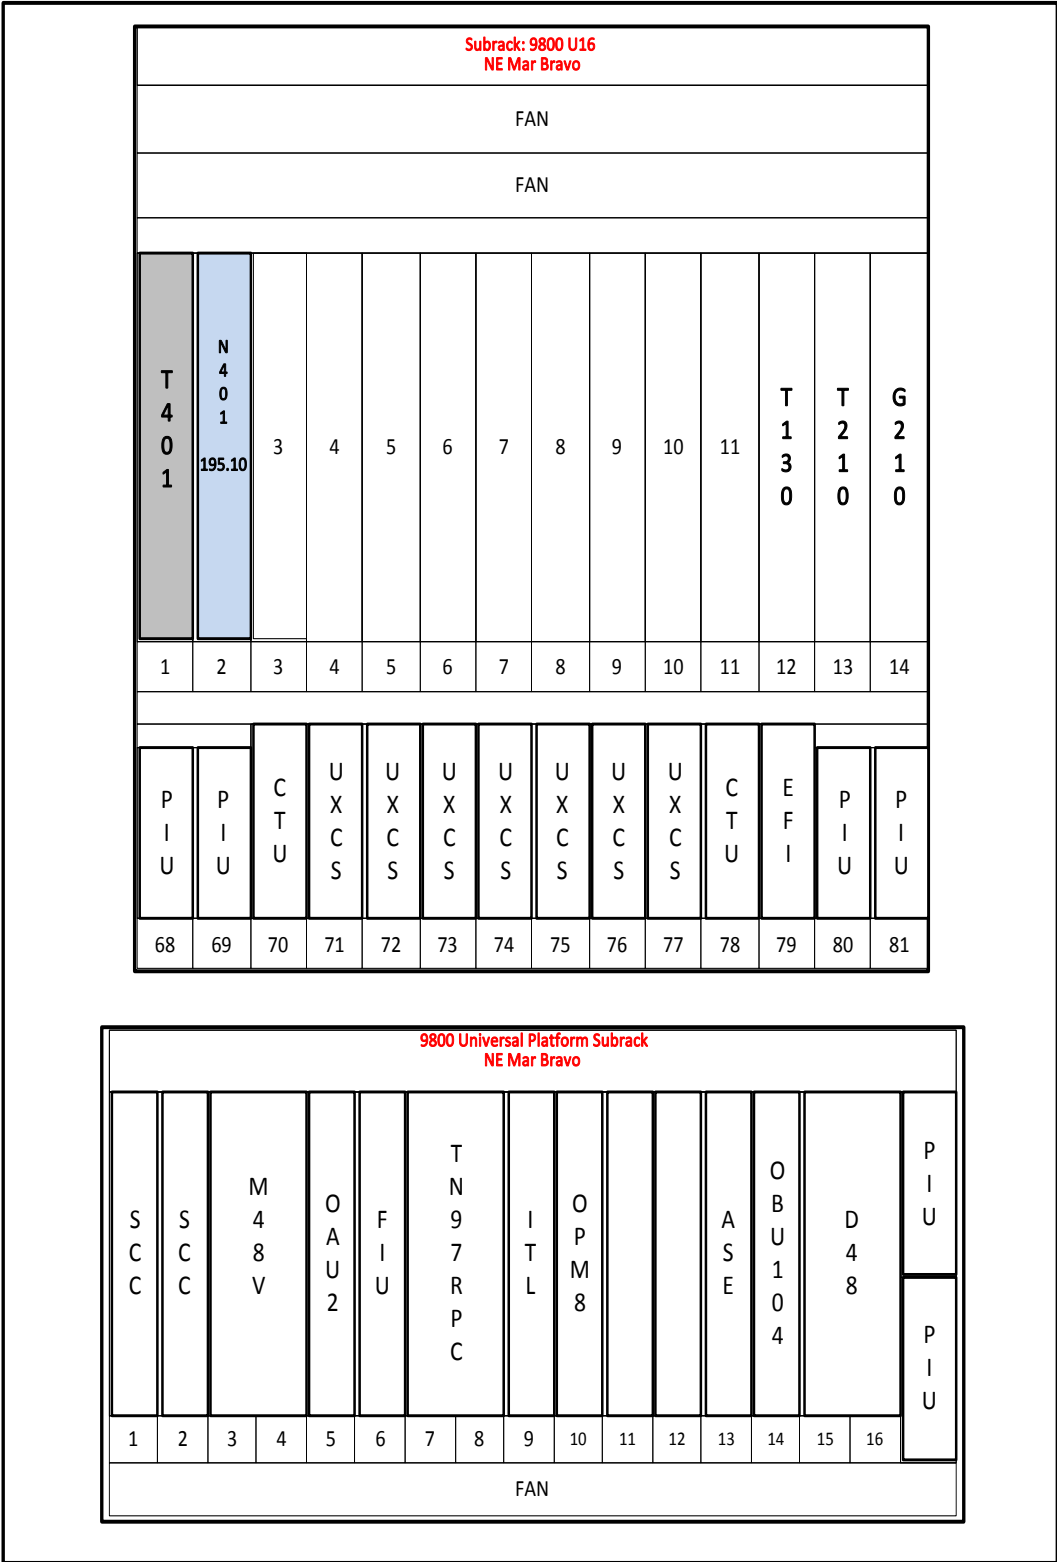 Subrack: 9800 U16
NE Mar Bravo
FAN
FAN
T401
N401
195.10
3
4
5
6
7
8
9
10
11
T130
T210
G210
1 2 3 4 5 6 7 8 9 10 11 12 13 14
PIU
PIU
CTU
UXCS
UXCS
UXCS
UXCS
UXCS
UXCS
UXCS
CTU
EFI
PIU
PIU
68 69 70 71 72 73 74 75 76 77 78 79 80 81
9800 Universal Platform Subrack
NE Mar Bravo
SCC
SCC
M48V
OAU2
FIU
TN97RPC
ITL
OPM8
ASE
OBU104
D48
PIU
PIU
1 2 3 4 5 6 7 8 9 10 11 12 13 14 15 16
FAN